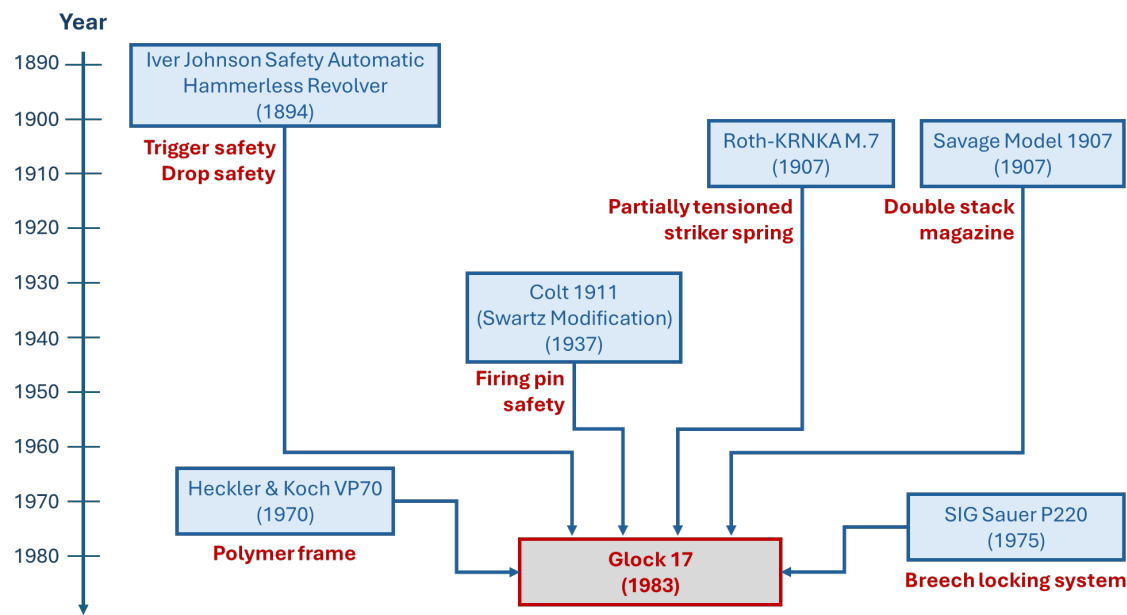 Year
1890
1900
1910
1920
1930
1940
1950
1960
1970
1980
Iver Johnson Safety Automatic
Hammerless Revolver
(1894)
Trigger safety
Drop safety
Roth-KRNKA M.7
(1907)
Partially tensioned
striker spring
Savage Model 1907
(1907)
Double stack
magazine
Colt 1911
(Swartz Modification)
(1937)
Firing pin
safety
Heckler & Koch VP70
(1970)
Polymer frame
SIG Sauer P220
(1975)
Breech locking system
Glock 17
(1983)